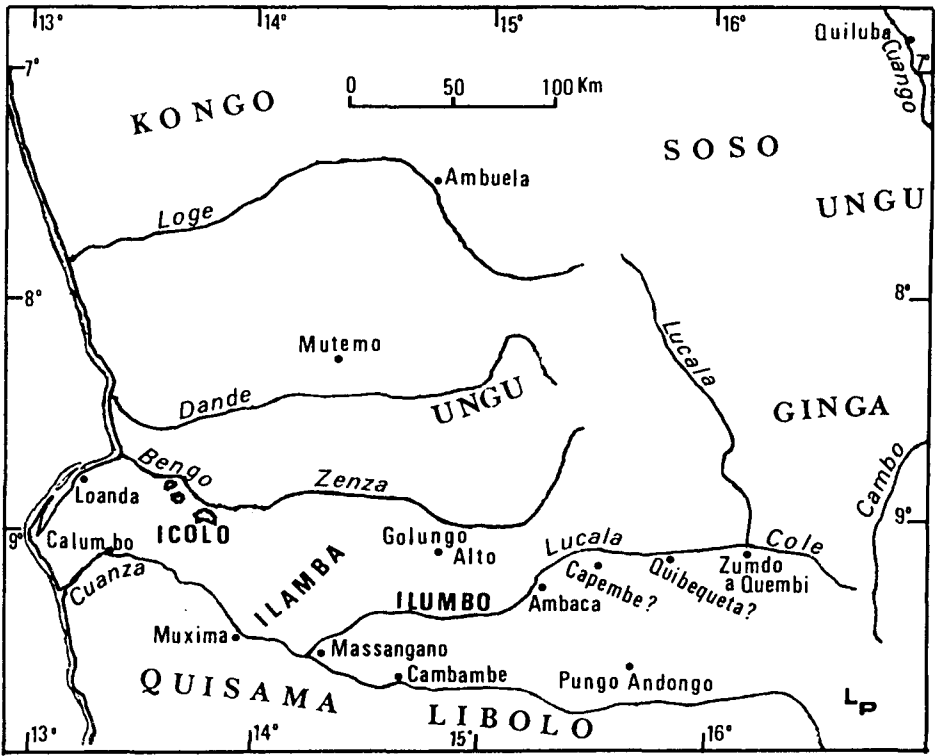 13° 14° 15° 16°
Quiluba
Cuango
7° 7°
0 50 100 Km
KONGO
SOSO
Ambuela
UNGU
Loge
8° 8°
Lucala
Mutemo
Dande
UNGU
GINGA
Bengo
Cambo
Loanda
Zenza
ICOLO
9° 9°
Calumbo
Golungo
Alto
Lucala
Cole
Cuanza
ILAMBA
Capembe?
Quibequeta?
Zumdo
a Quembi
ILUMBO
Ambaca
Muxima
Massangano
Cambambe
Pungo Andongo
QUISAMA
LIBOLO
LP
13° 14° 15° 16°